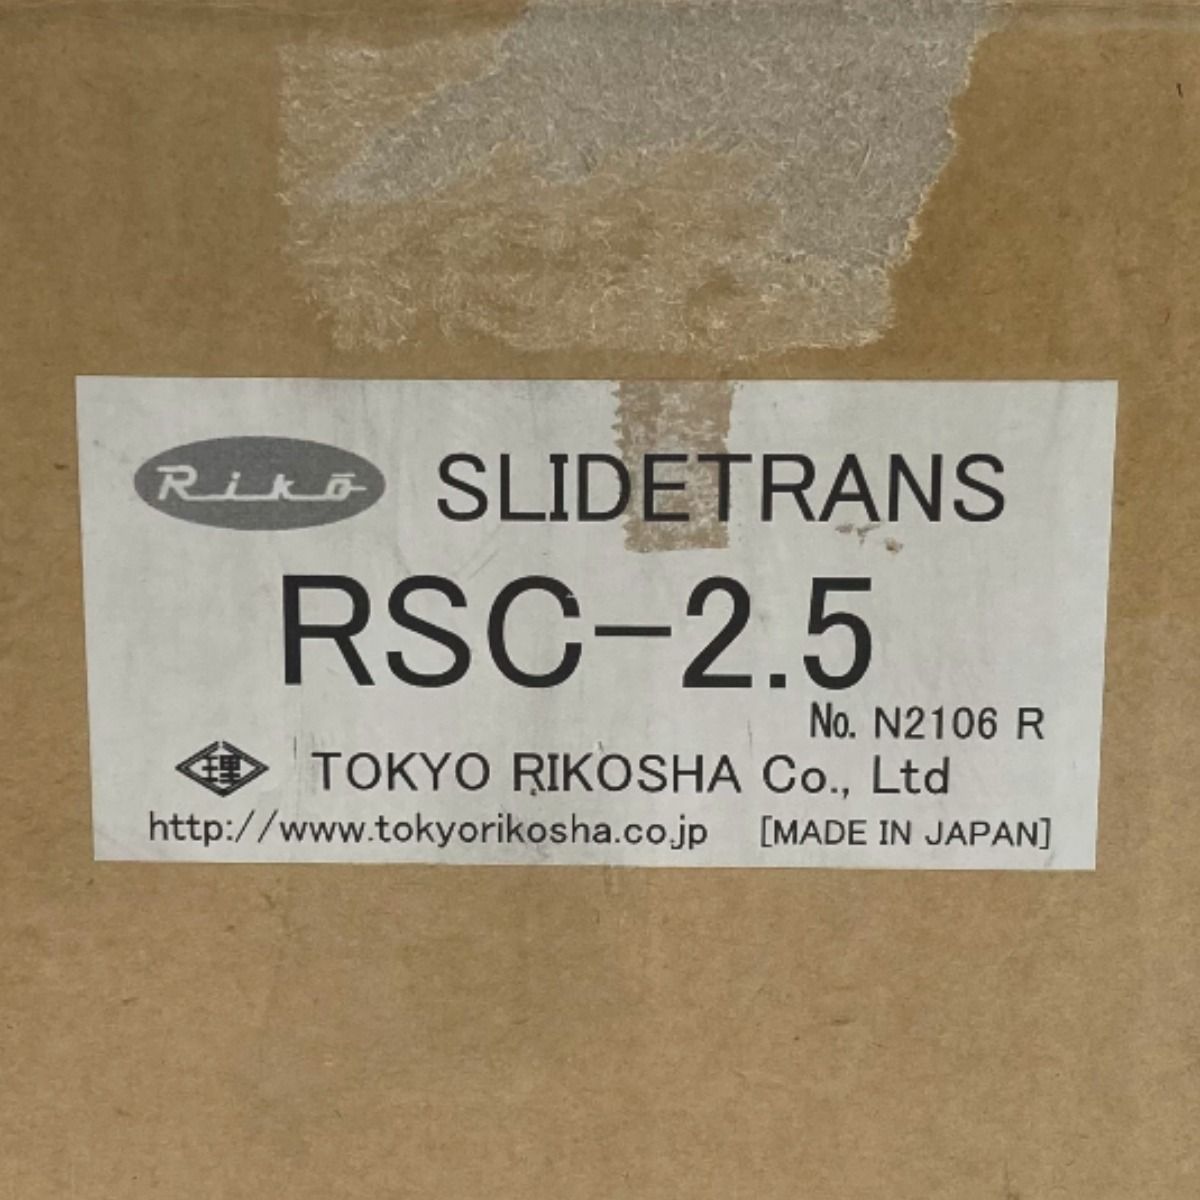 Rikō SLIDETRANS
RSC-2.5
No. N2106 R
理 TOKYO RIKOSHA Co., Ltd
http://www.tokyorikosha.co.jp [MADE IN JAPAN]